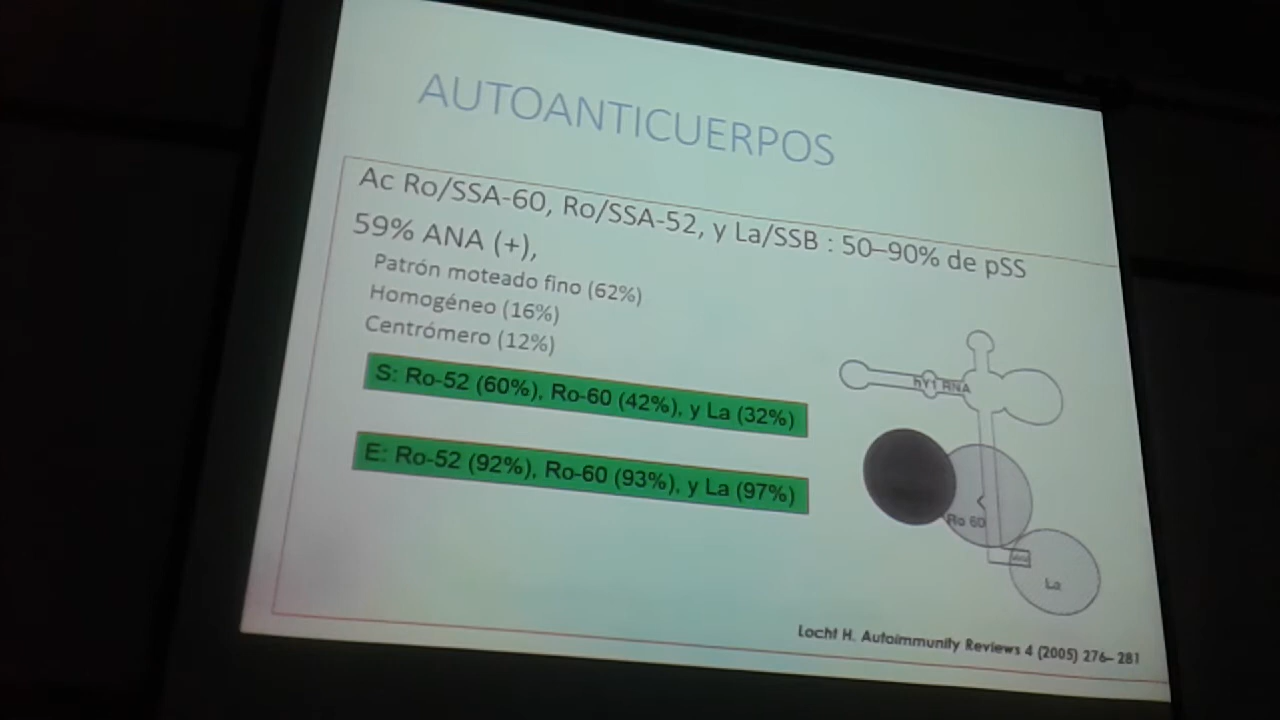 AUTOANTICUERPOS
Ac Ro/SSA-60, Ro/SSA-52, y La/SSB : 50–90% de pSS
59% ANA (+),
Patrón moteado fino (62%)
Homogéneo (16%)
Centrómero (12%)
S: Ro-52 (60%), Ro-60 (42%), y La (32%)
E: Ro-52 (92%), Ro-60 (93%), y La (97%)
hY1 RNA
Ro 60
La
Locht H. Autoimmunity Reviews 4 (2005) 276– 281